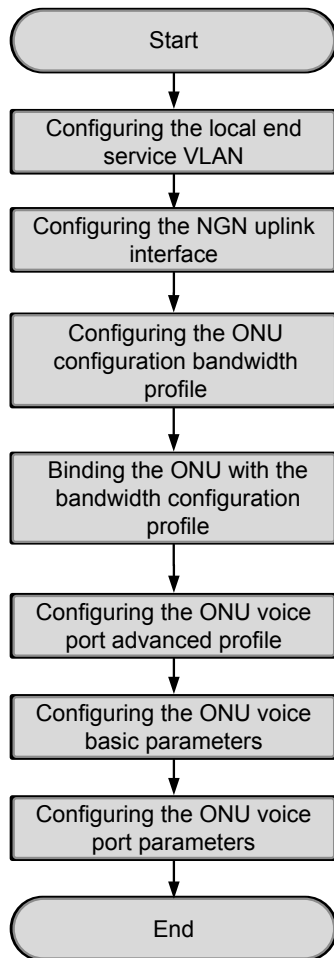 Start
Configuring the local end
service VLAN
Configuring the NGN uplink
interface
Configuring the ONU
configuration bandwidth
profile
Binding the ONU with the
bandwidth configuration
profile
Configuring the ONU voice
port advanced profile
Configuring the ONU voice
basic parameters
Configuring the ONU voice
port parameters
End